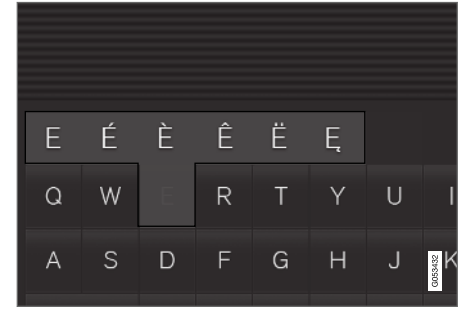 E É È Ê Ë Ę
Q W E R T Y U I
A S D F G H J K
G053432